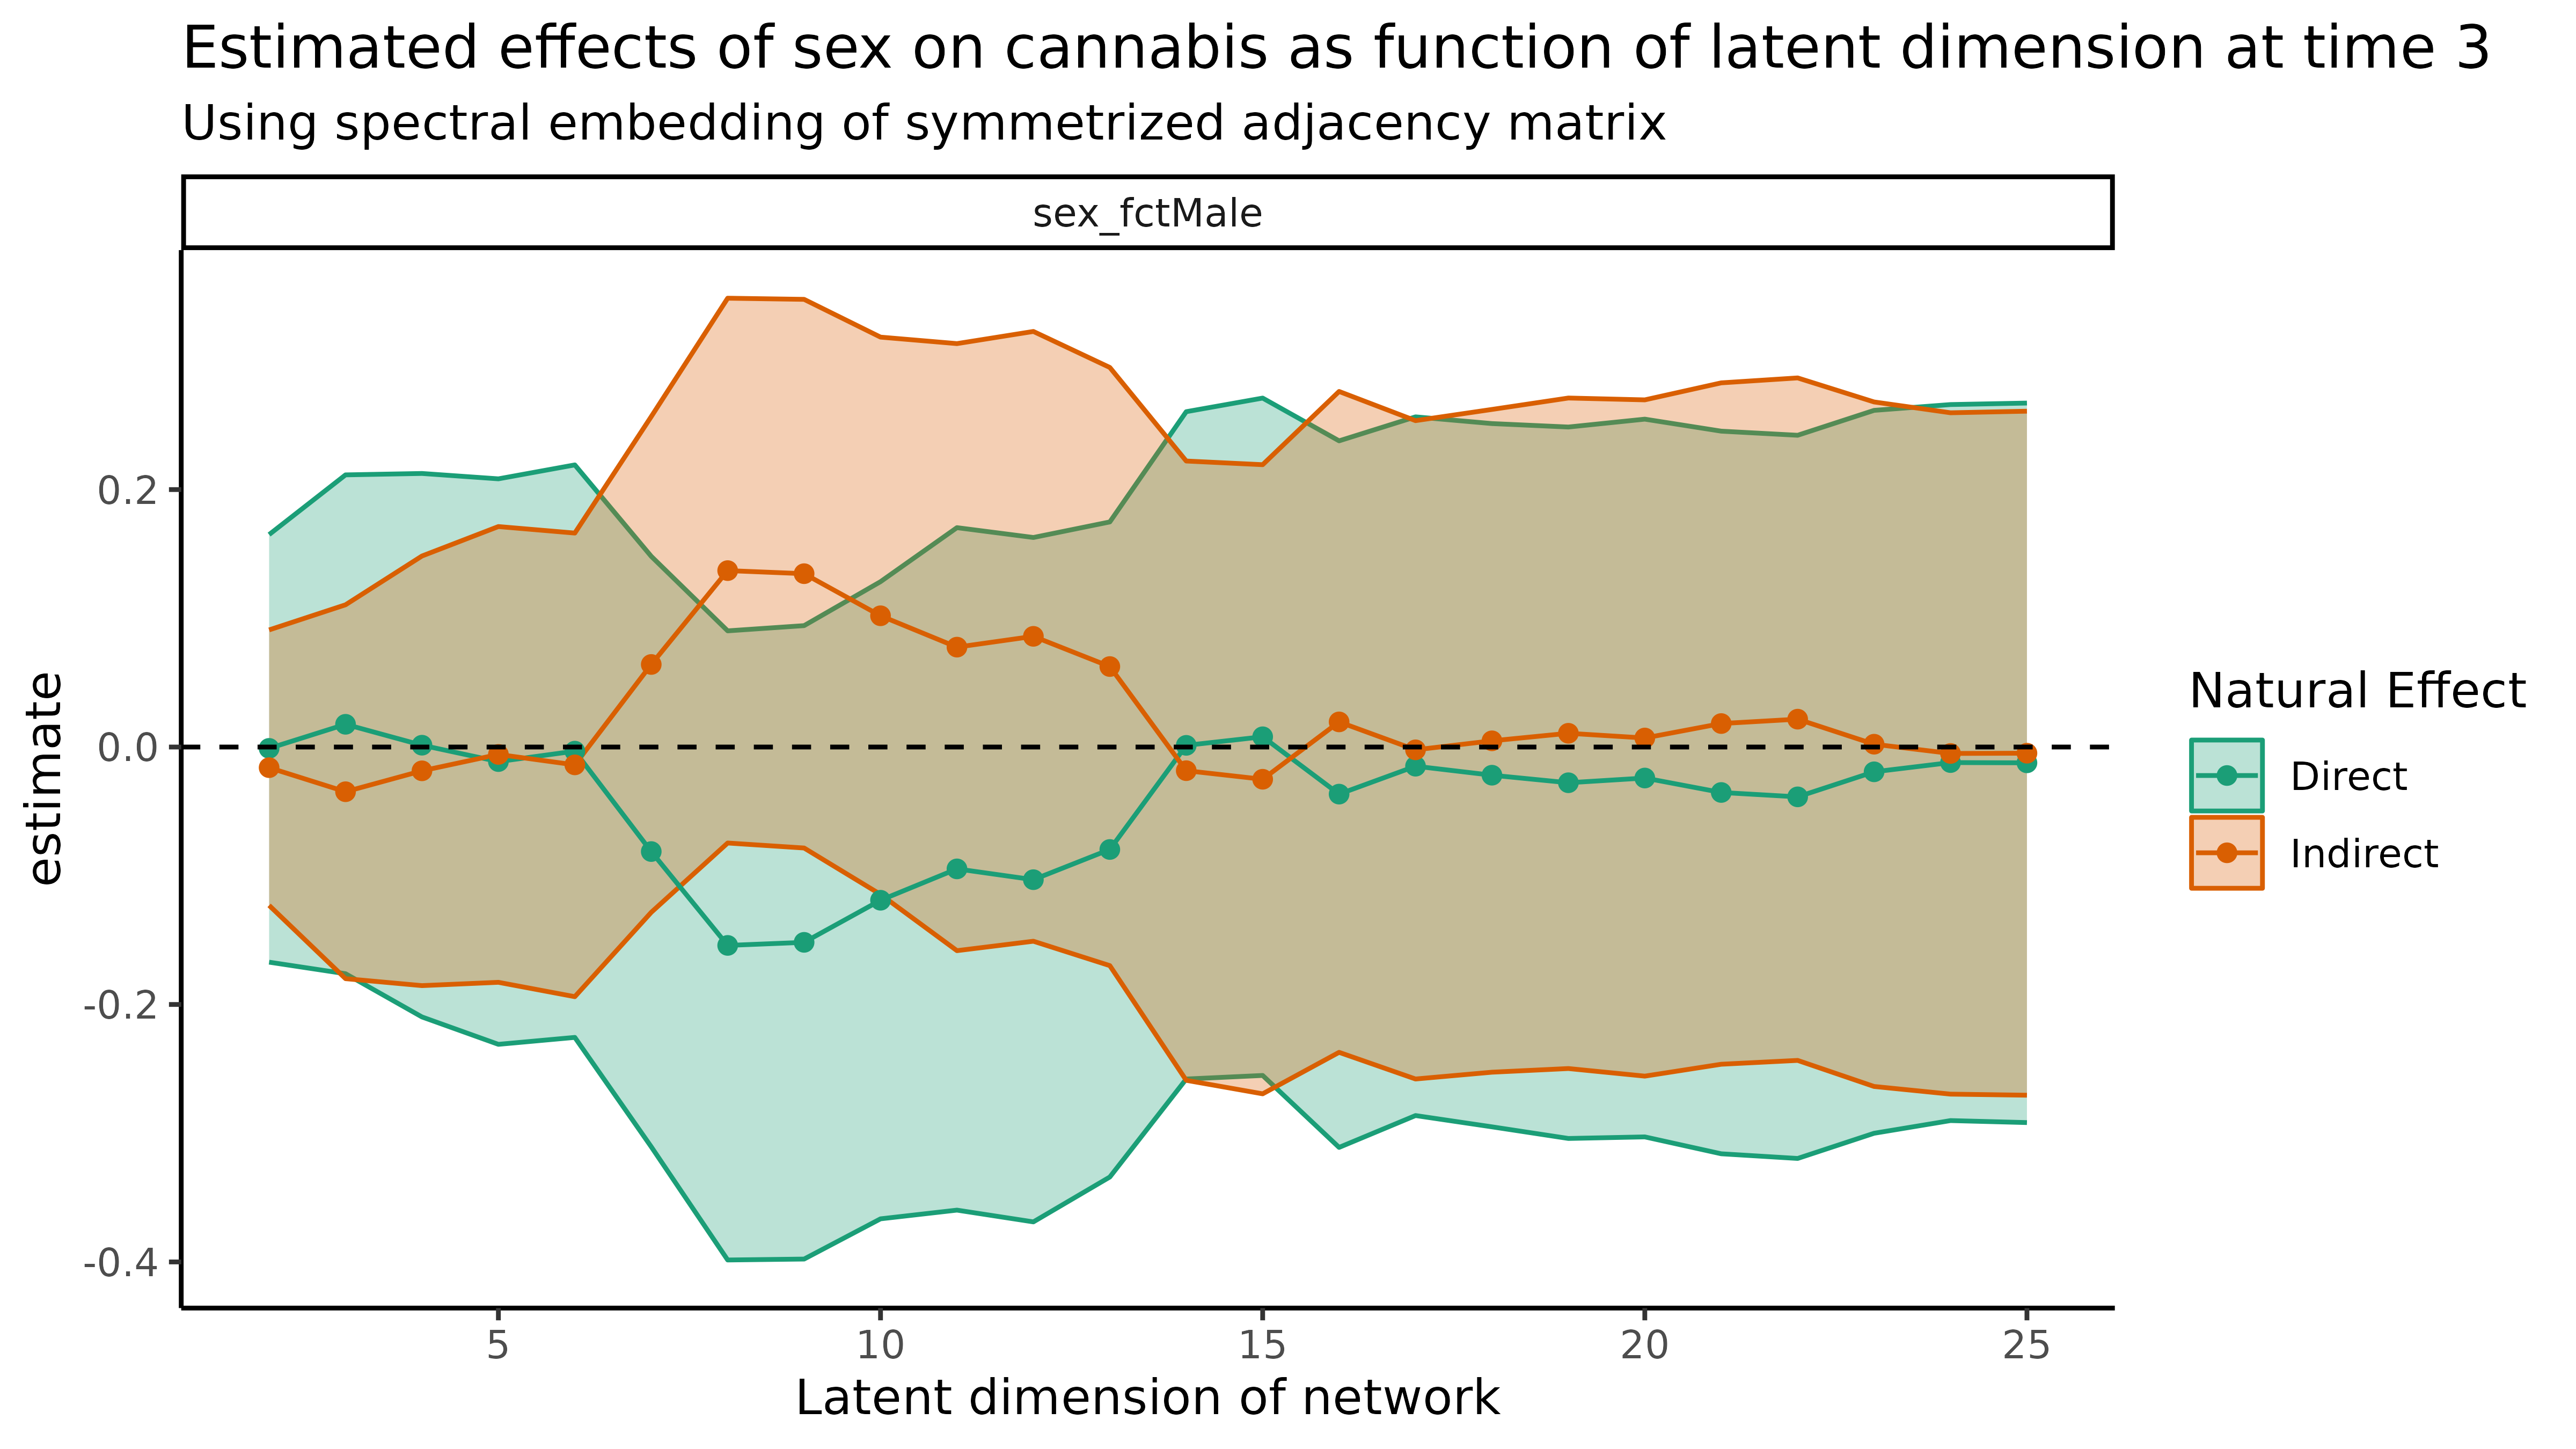 Estimated effects of sex on cannabis as function of latent dimension at time 3
Using spectral embedding of symmetrized adjacency matrix
sex_fctMale
estimate
0.2
0.0
-0.2
-0.4
5 10 15 20 25
Latent dimension of network
Natural Effect
Direct
Indirect